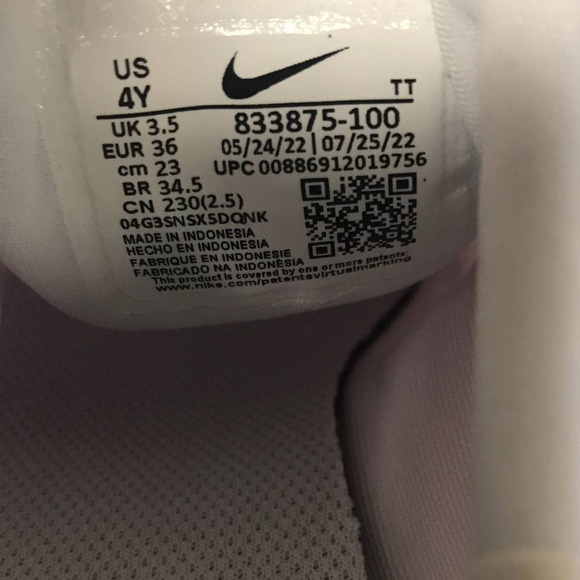 US
4Y
TT
UK 3.5
EUR 36
cm 23
BR 34.5
CN 230(2.5)
833875-100
05/24/22 | 07/25/22
UPC 00886912019756
04G3SNSX5DQNK
MADE IN INDONESIA
HECHO EN INDONESIA
FABRIQUE EN INDONESIE
FABRICADO NA INDONÉSIA
This product is covered by one or more patents:
www.nike.com/patentsvirtualmarking